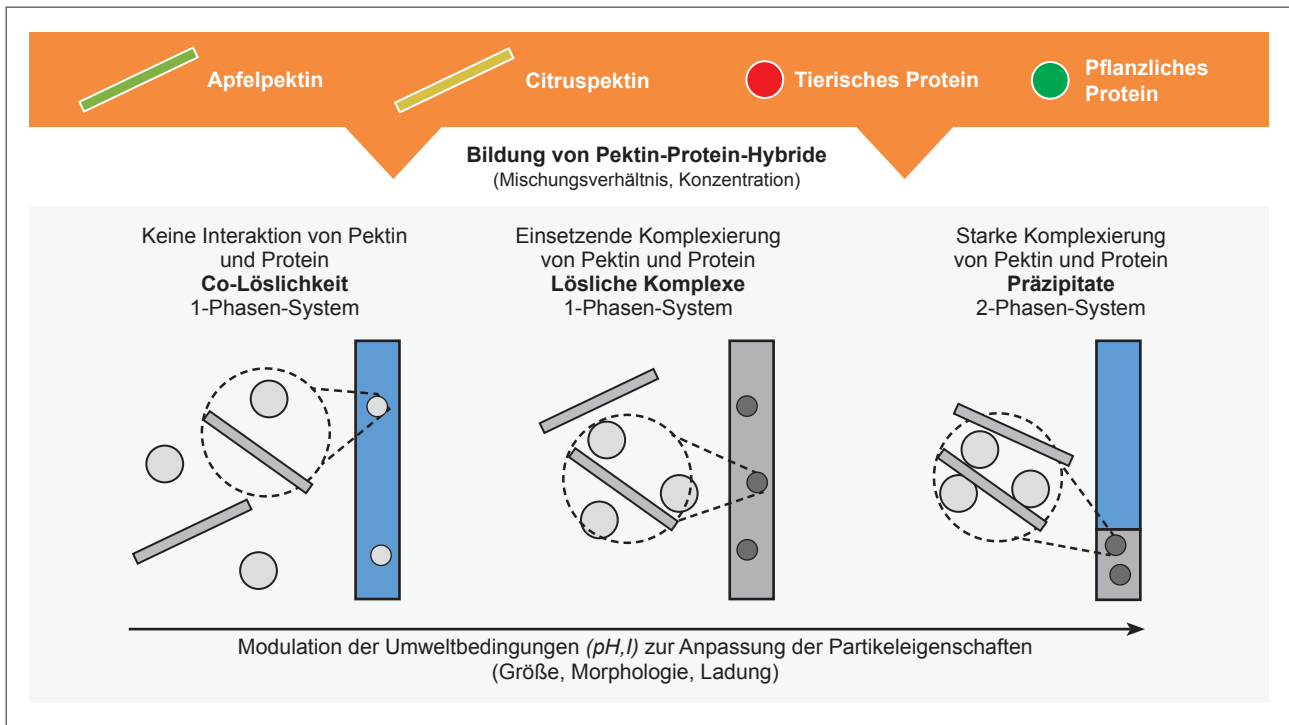 Apfelpektin
Citruspektin
Tierisches Protein
Pflanzliches
Protein
Bildung von Pektin-Protein-Hybride
(Mischungsverhältnis, Konzentration)
Keine Interaktion von Pektin
und Protein
Co-Löslichkeit
1-Phasen-System
Einsetzende Komplexierung
von Pektin und Protein
Lösliche Komplexe
1-Phasen-System
Starke Komplexierung
von Pektin und Protein
Präzipitate
2-Phasen-System
Modulation der Umweltbedingungen (pH,I) zur Anpassung der Partikeleigenschaften
(Größe, Morphologie, Ladung)